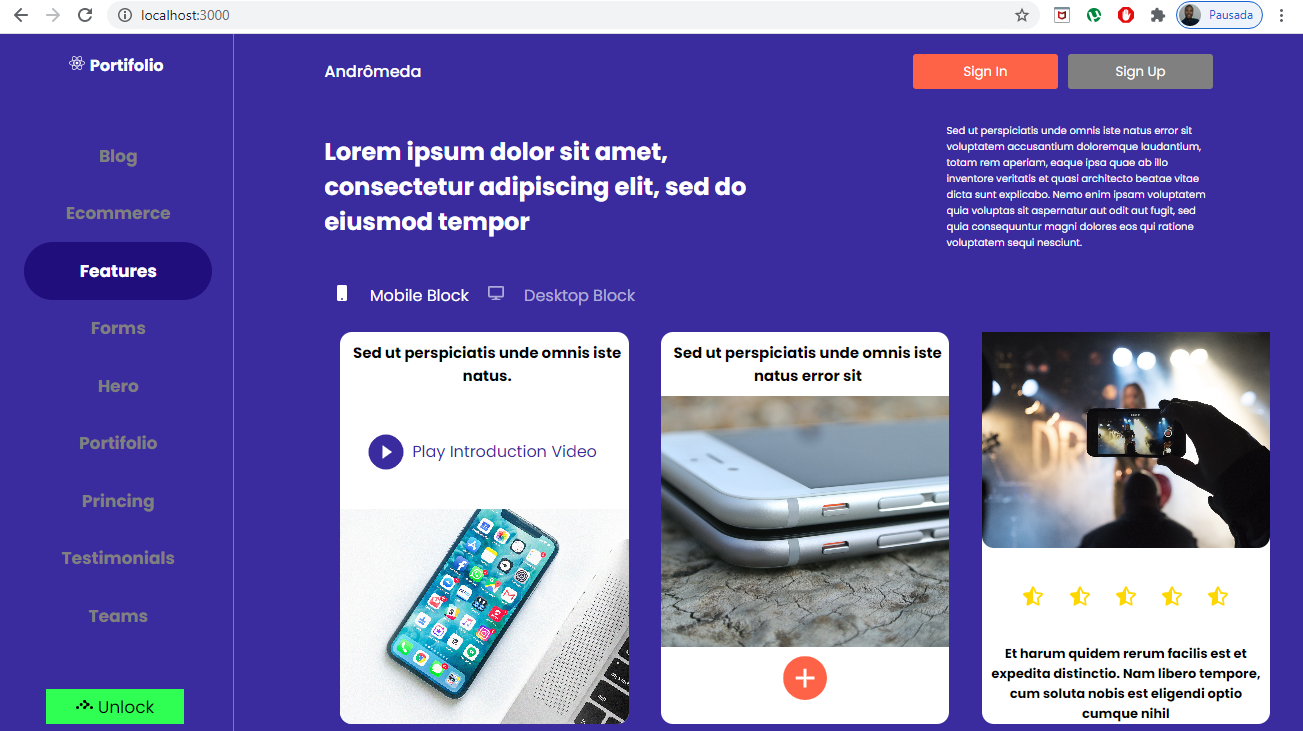 localhost:3000
Pausada
Portifolio
Andrômeda
Sign In
Sign Up
Blog
Ecommerce
Features
Forms
Hero
Portifolio
Princing
Testimonials
Teams
Unlock
Lorem ipsum dolor sit amet,
consectetur adipiscing elit, sed do
eiusmod tempor
Sed ut perspiciatis unde omnis iste natus error sit
voluptatem accusantium doloremque laudantium,
totam rem aperiam, eaque ipsa quae ab illo
inventore veritatis et quasi architecto beatae vitae
dicta sunt explicabo. Nemo enim ipsam voluptatem
quia voluptas sit aspernatur aut odit aut fugit, sed
quia consequuntur magni dolores eos qui ratione
voluptatem sequi nesciunt.
Mobile Block
Desktop Block
Sed ut perspiciatis unde omnis iste
natus.
Play Introduction Video
Sed ut perspiciatis unde omnis iste
natus error sit
Et harum quidem rerum facilis est et
expedita distinctio. Nam libero tempore,
cum soluta nobis est eligendi optio
cumque nihil